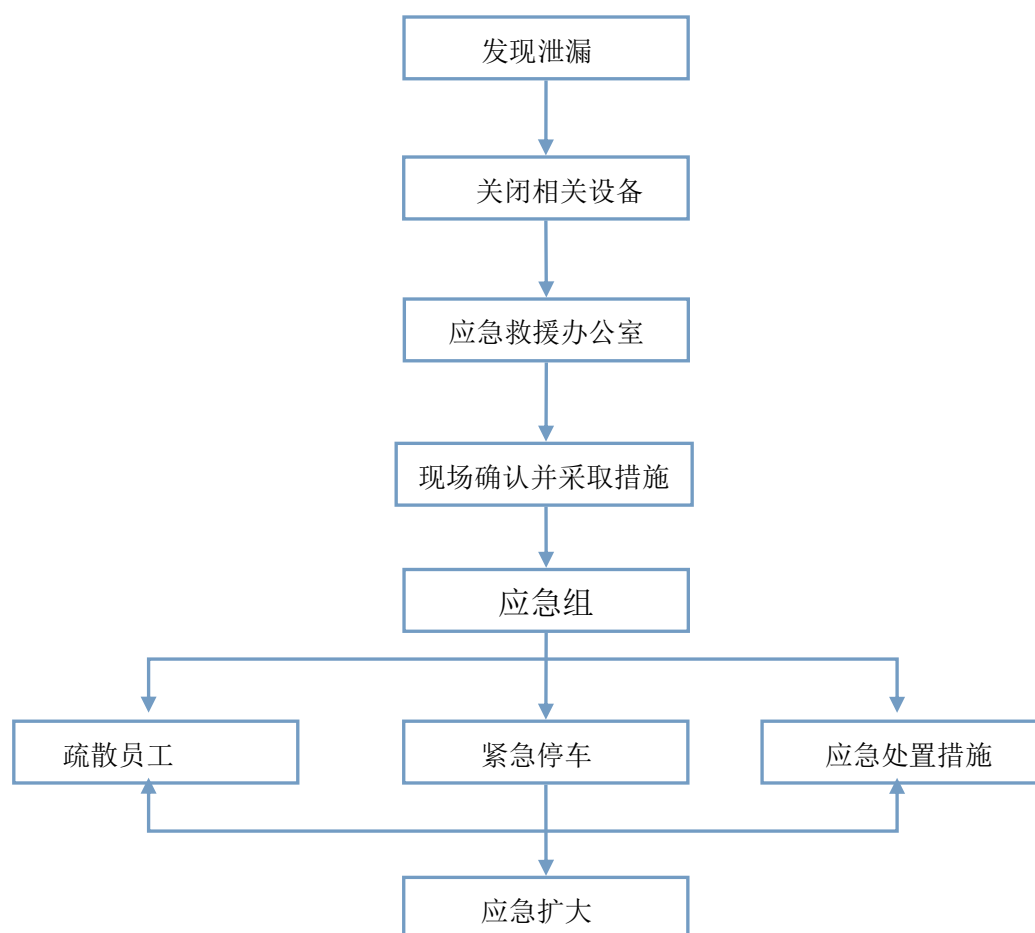 发现泄漏
关闭相关设备
应急救援办公室
现场确认并采取措施
应急组
疏散员工
紧急停车
应急处置措施
应急扩大